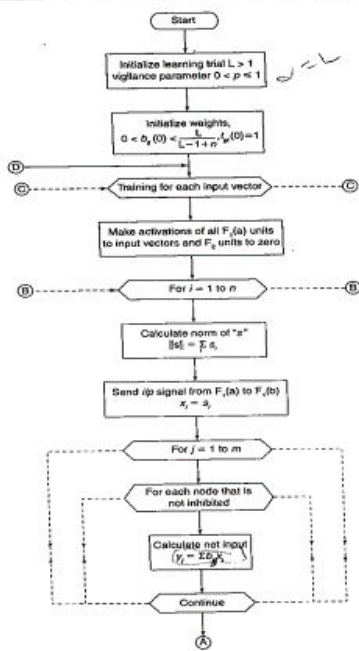 Start
Initialize learning trial L > 1
vigilance parameter 0 < p ≤ 1
α = L
Initialize weights,
0 < b_ij (0) < L / L-1+n , t_ji (0) = 1
D
C
Training for each input vector
C
Make activations of all F₁(a) units
to input vectors and F₂ units to zero
B
For i = 1 to n
B
Calculate norm of "s"
||s|| = Σ sᵢ
Send i/p signal from F₁(a) to F₁(b)
xᵢ = sᵢ
For j = 1 to m
For each node that is
not inhibited
Calculate net input
Continue
A